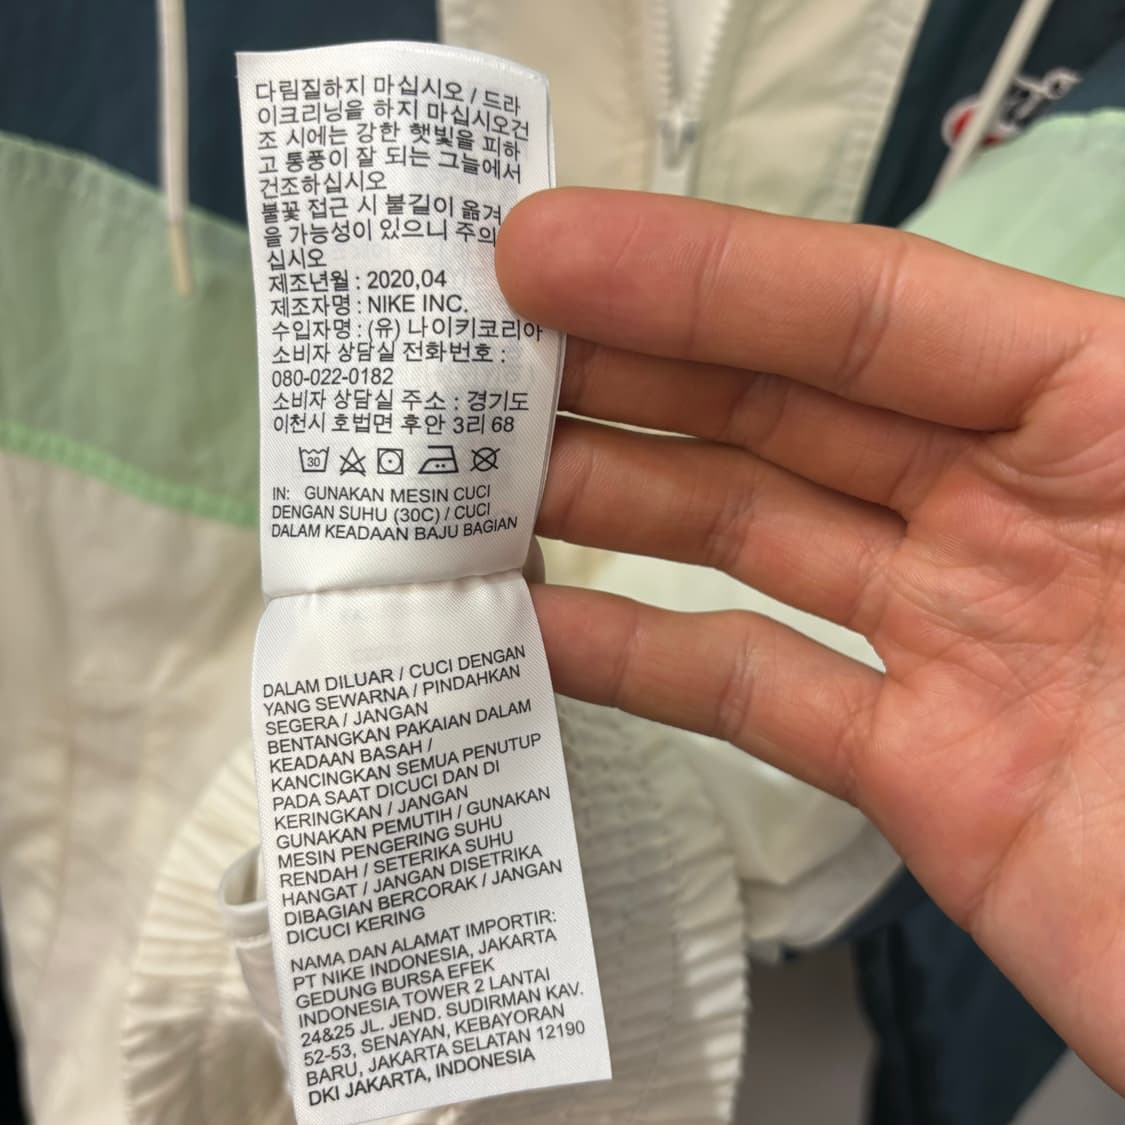 다림질하지 마십시오 / 드라
이크리닝을 하지 마십시오건
조 시에는 강한 햇빛을 피하
고 통풍이 잘 되는 그늘에서
건조하십시오
불꽃 접근 시 불길이 옮겨
을 가능성이 있으니 주의
십시오
제조년월 : 2020,04
제조자명 : NIKE INC.
수입자명 : (유) 나이키코리아
소비자 상담실 전화번호 :
080-022-0182
소비자 상담실 주소 : 경기도
이천시 호법면 후안 3리 68
30
IN: GUNAKAN MESIN CUCI
DENGAN SUHU (30C) / CUCI
DALAM KEADAAN BAJU BAGIAN
DALAM DILUAR / CUCI DENGAN
YANG SEWARNA / PINDAHKAN
SEGERA / JANGAN
BENTANGKAN PAKAIAN DALAM
KEADAAN BASAH /
KANCINGKAN SEMUA PENUTUP
PADA SAAT DICUCI DAN DI
KERINGKAN / JANGAN
GUNAKAN PEMUTIH / GUNAKAN
MESIN PENGERING SUHU
RENDAH / SETERIKA SUHU
HANGAT / JANGAN DISETRIKA
DIBAGIAN BERCORAK / JANGAN
DICUCI KERING
NAMA DAN ALAMAT IMPORTIR:
PT NIKE INDONESIA, JAKARTA
GEDUNG BURSA EFEK
INDONESIA TOWER 2 LANTAI
24&25 JL. JEND. SUDIRMAN KAV.
52-53, SENAYAN, KEBAYORAN
BARU, JAKARTA SELATAN 12190
DKI JAKARTA, INDONESIA